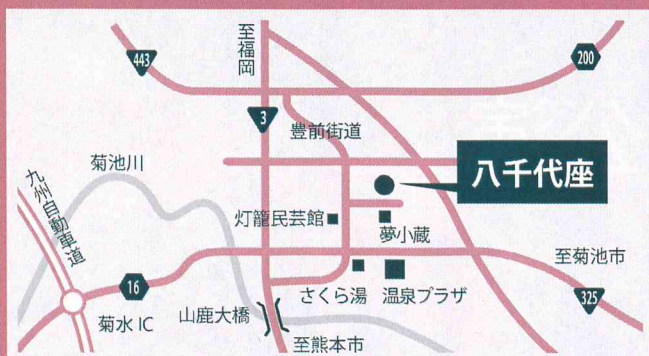 至福岡
443
200
3
豊前街道
菊池川
八千代座
九州自動車道
灯籠民芸館
夢小蔵
至菊池市
16
さくら湯
温泉プラザ
325
菊水 IC
山鹿大橋
至熊本市